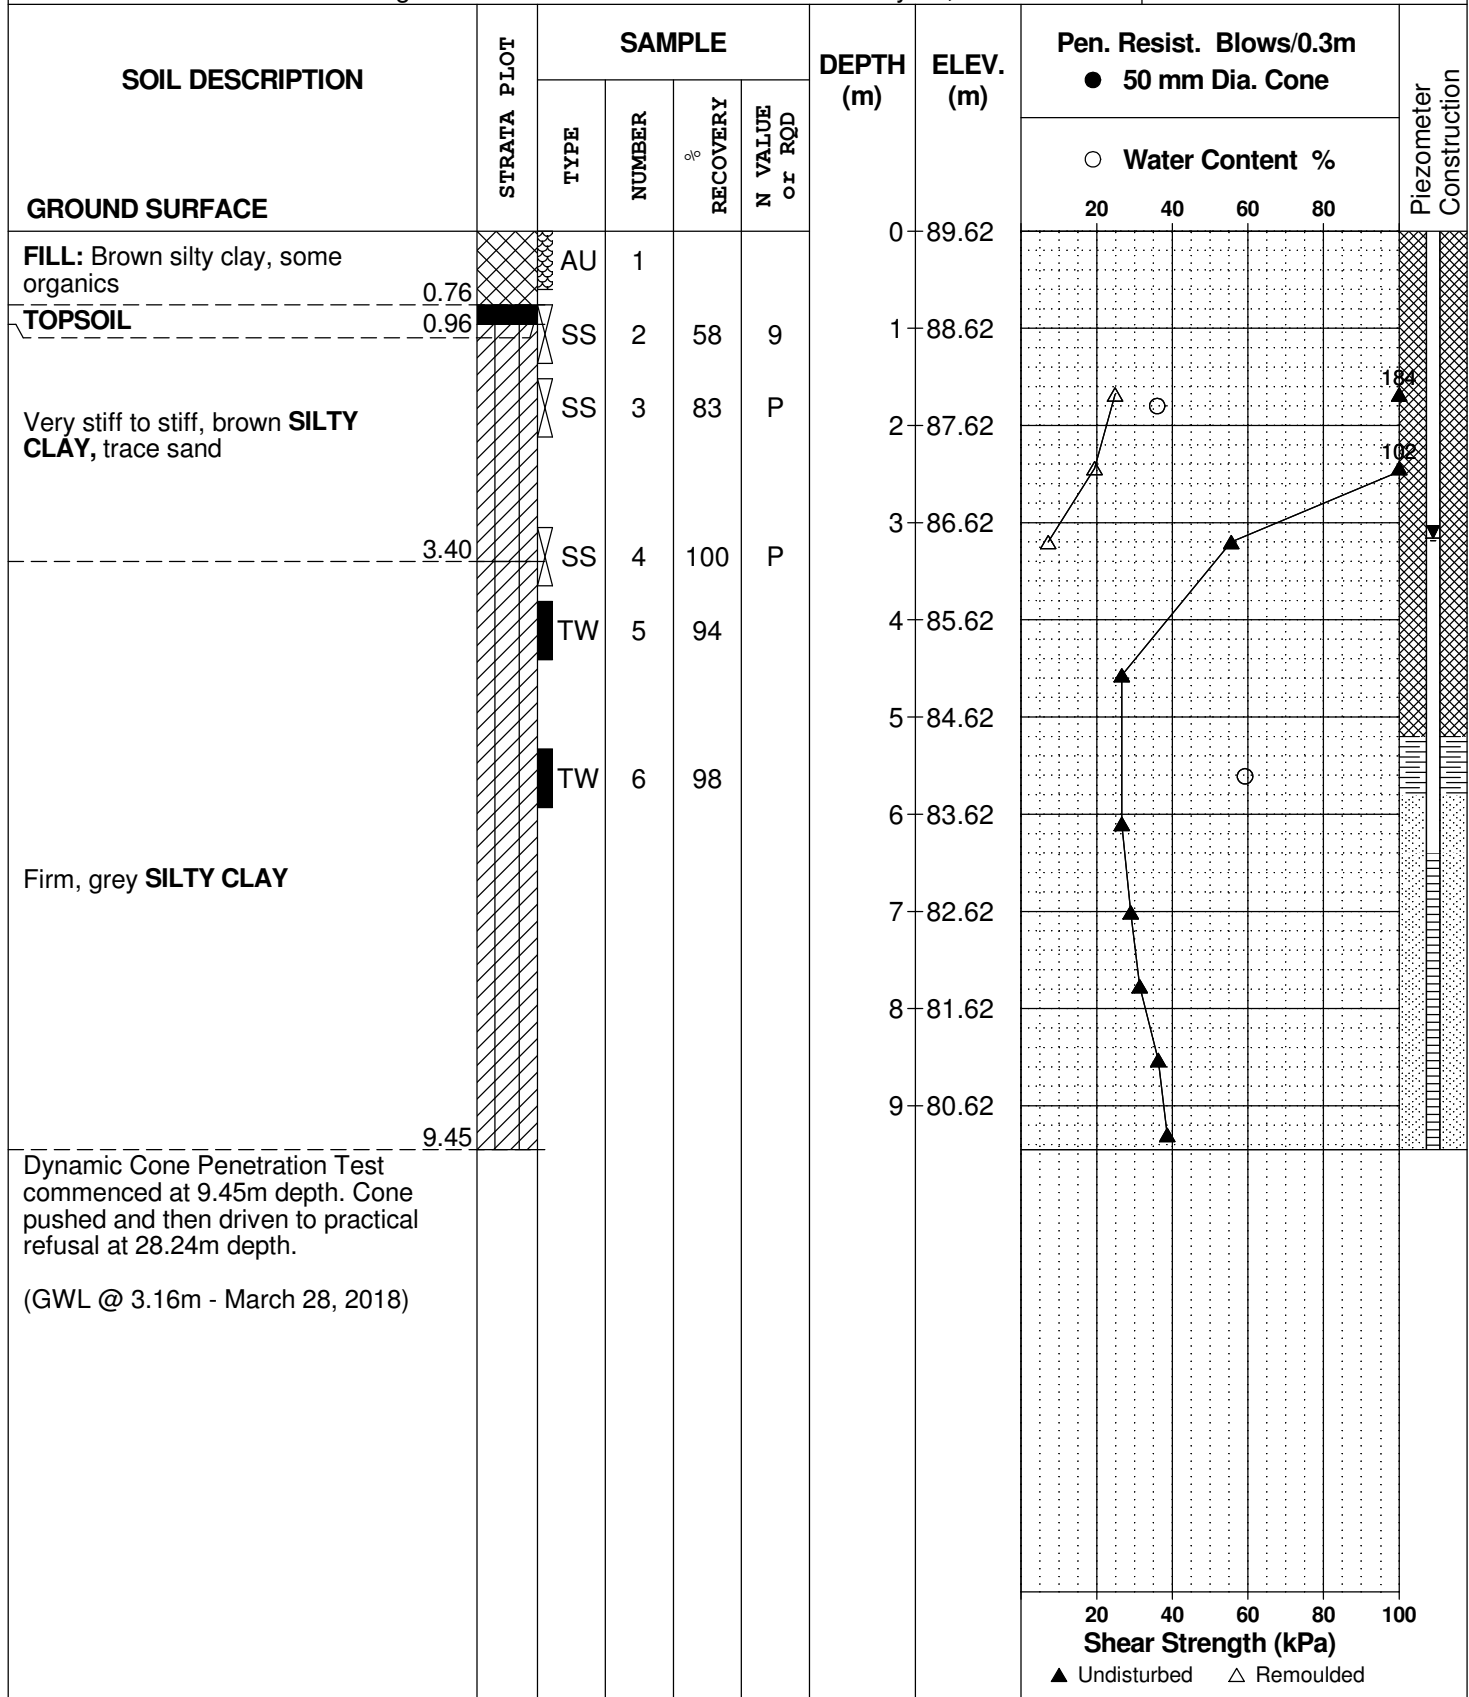 SOIL DESCRIPTION
GROUND SURFACE
STRATA PLOT
SAMPLE
TYPE
NUMBER
% RECOVERY
N VALUE or RQD
DEPTH (m)
ELEV. (m)
Pen. Resist. Blows/0.3m
● 50 mm Dia. Cone
○ Water Content %
20 40 60 80
Piezometer Construction
0 89.62
FILL: Brown silty clay, some
organics
0.76
AU 1
TOPSOIL 0.96
SS 2 58 9
1 88.62
184
SS 3 83 P
Very stiff to stiff, brown SILTY
CLAY, trace sand
2 87.62
102
3 86.62
3.40
SS 4 100 P
TW 5 94
4 85.62
5 84.62
TW 6 98
6 83.62
Firm, grey SILTY CLAY
7 82.62
8 81.62
9 80.62
9.45
Dynamic Cone Penetration Test
commenced at 9.45m depth. Cone
pushed and then driven to practical
refusal at 28.24m depth.
(GWL @ 3.16m - March 28, 2018)
20 40 60 80 100
Shear Strength (kPa)
▲ Undisturbed △ Remoulded